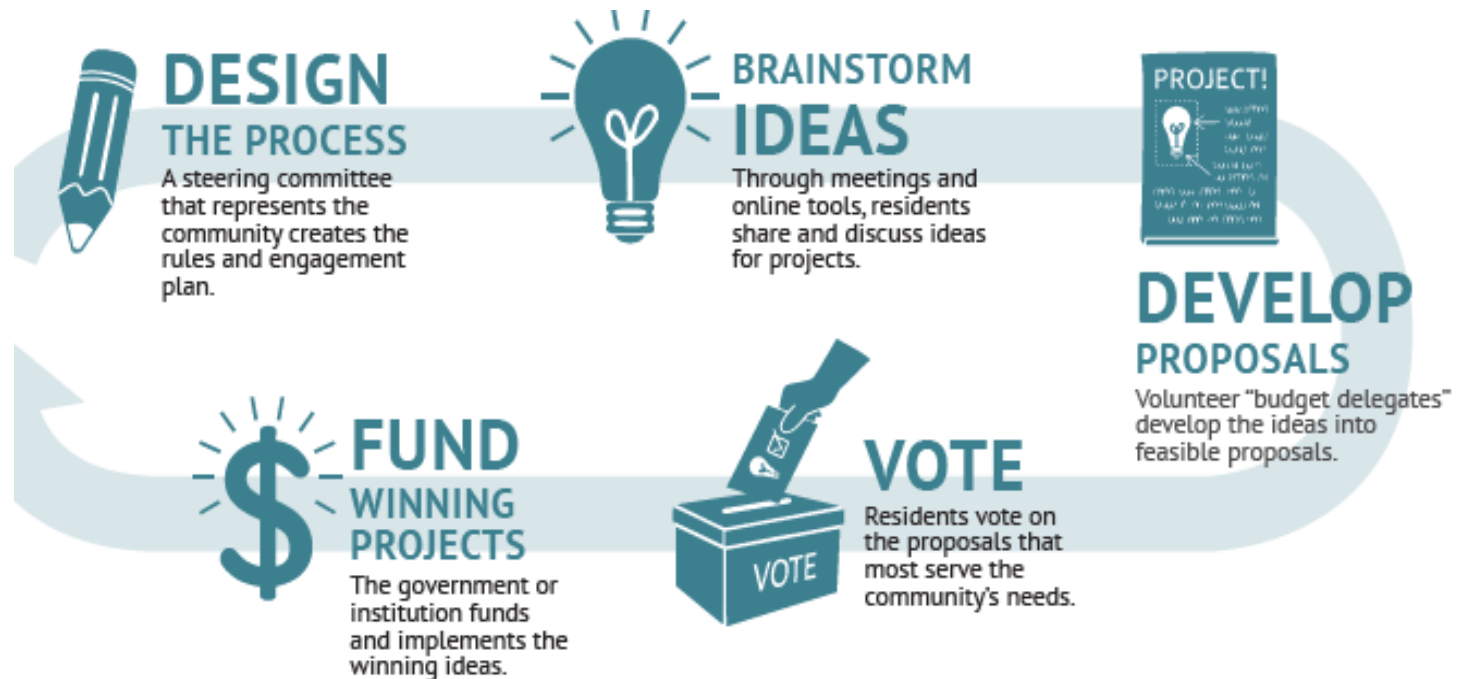 DESIGN
THE PROCESS
A steering committee
that represents the
community creates the
rules and engagement
plan.
BRAINSTORM
IDEAS
Through meetings and
online tools, residents
share and discuss ideas
for projects.
PROJECT!
DEVELOP
PROPOSALS
Volunteer “budget delegates”
develop the ideas into
feasible proposals.
VOTE
VOTE
Residents vote on
the proposals that
most serve the
community’s needs.
FUND
WINNING
PROJECTS
The government or
institution funds
and implements the
winning ideas.